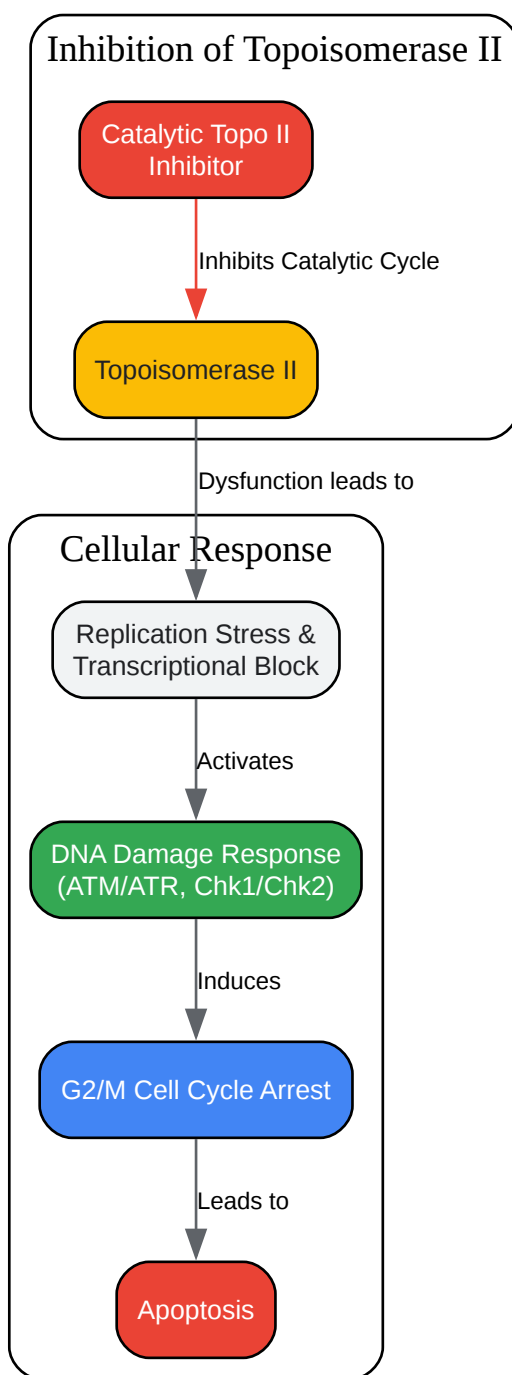 Inhibition of Topoisomerase II
Catalytic Topo II
Inhibitor
Inhibits Catalytic Cycle
Topoisomerase II
Dysfunction leads to
Cellular Response
Replication Stress &
Transcriptional Block
Activates
DNA Damage Response
(ATM/ATR, Chk1/Chk2)
Induces
G2/M Cell Cycle Arrest
Leads to
Apoptosis